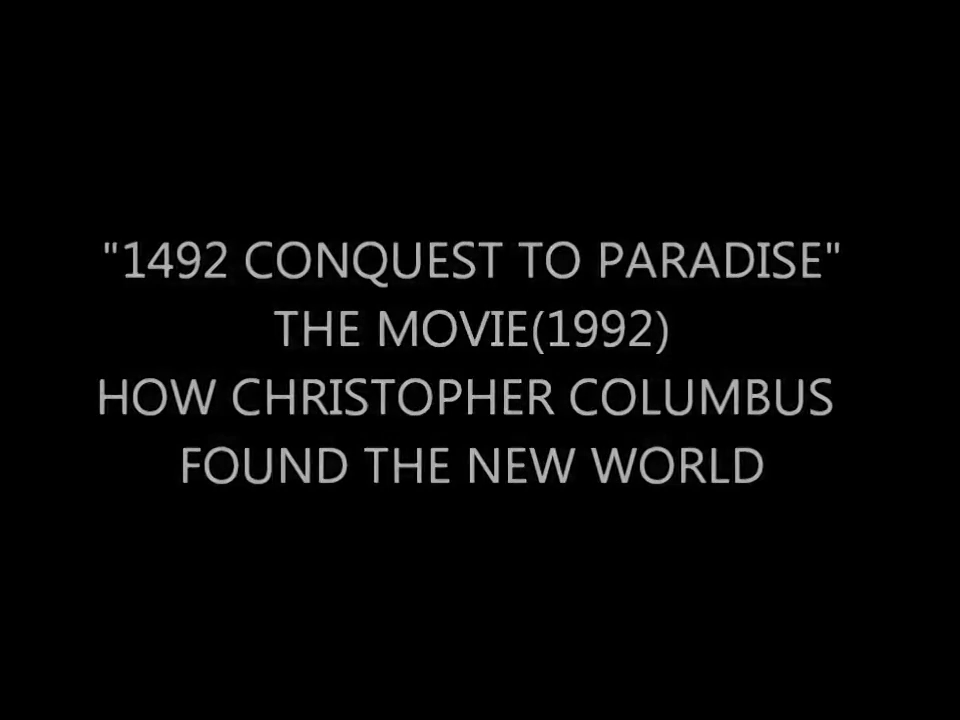 "1492 CONQUEST TO PARADISE"
THE MOVIE(1992)
HOW CHRISTOPHER COLUMBUS
FOUND THE NEW WORLD